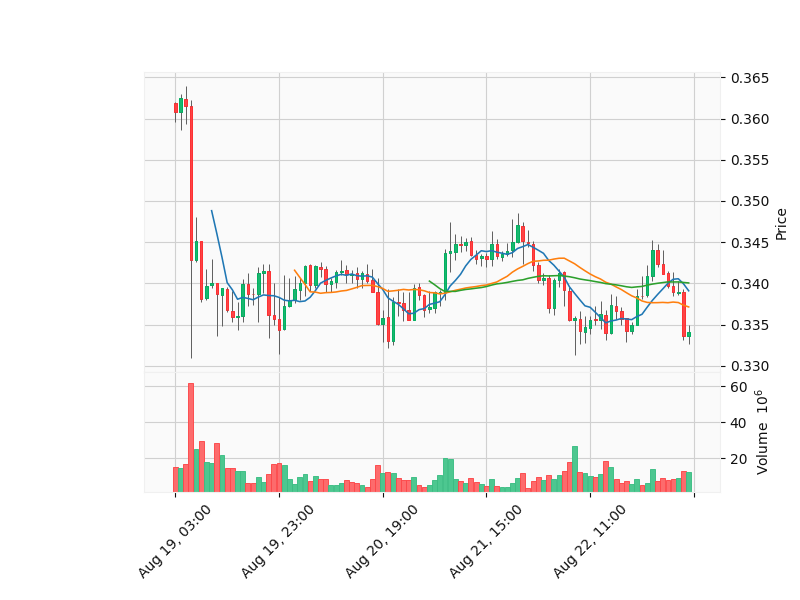 0.365
0.360
0.355
0.350
0.345
0.340
0.335
0.330
Price
60
40
20
Volume 10^6
Aug 19, 03:00
Aug 19, 23:00
Aug 20, 19:00
Aug 21, 15:00
Aug 22, 11:00